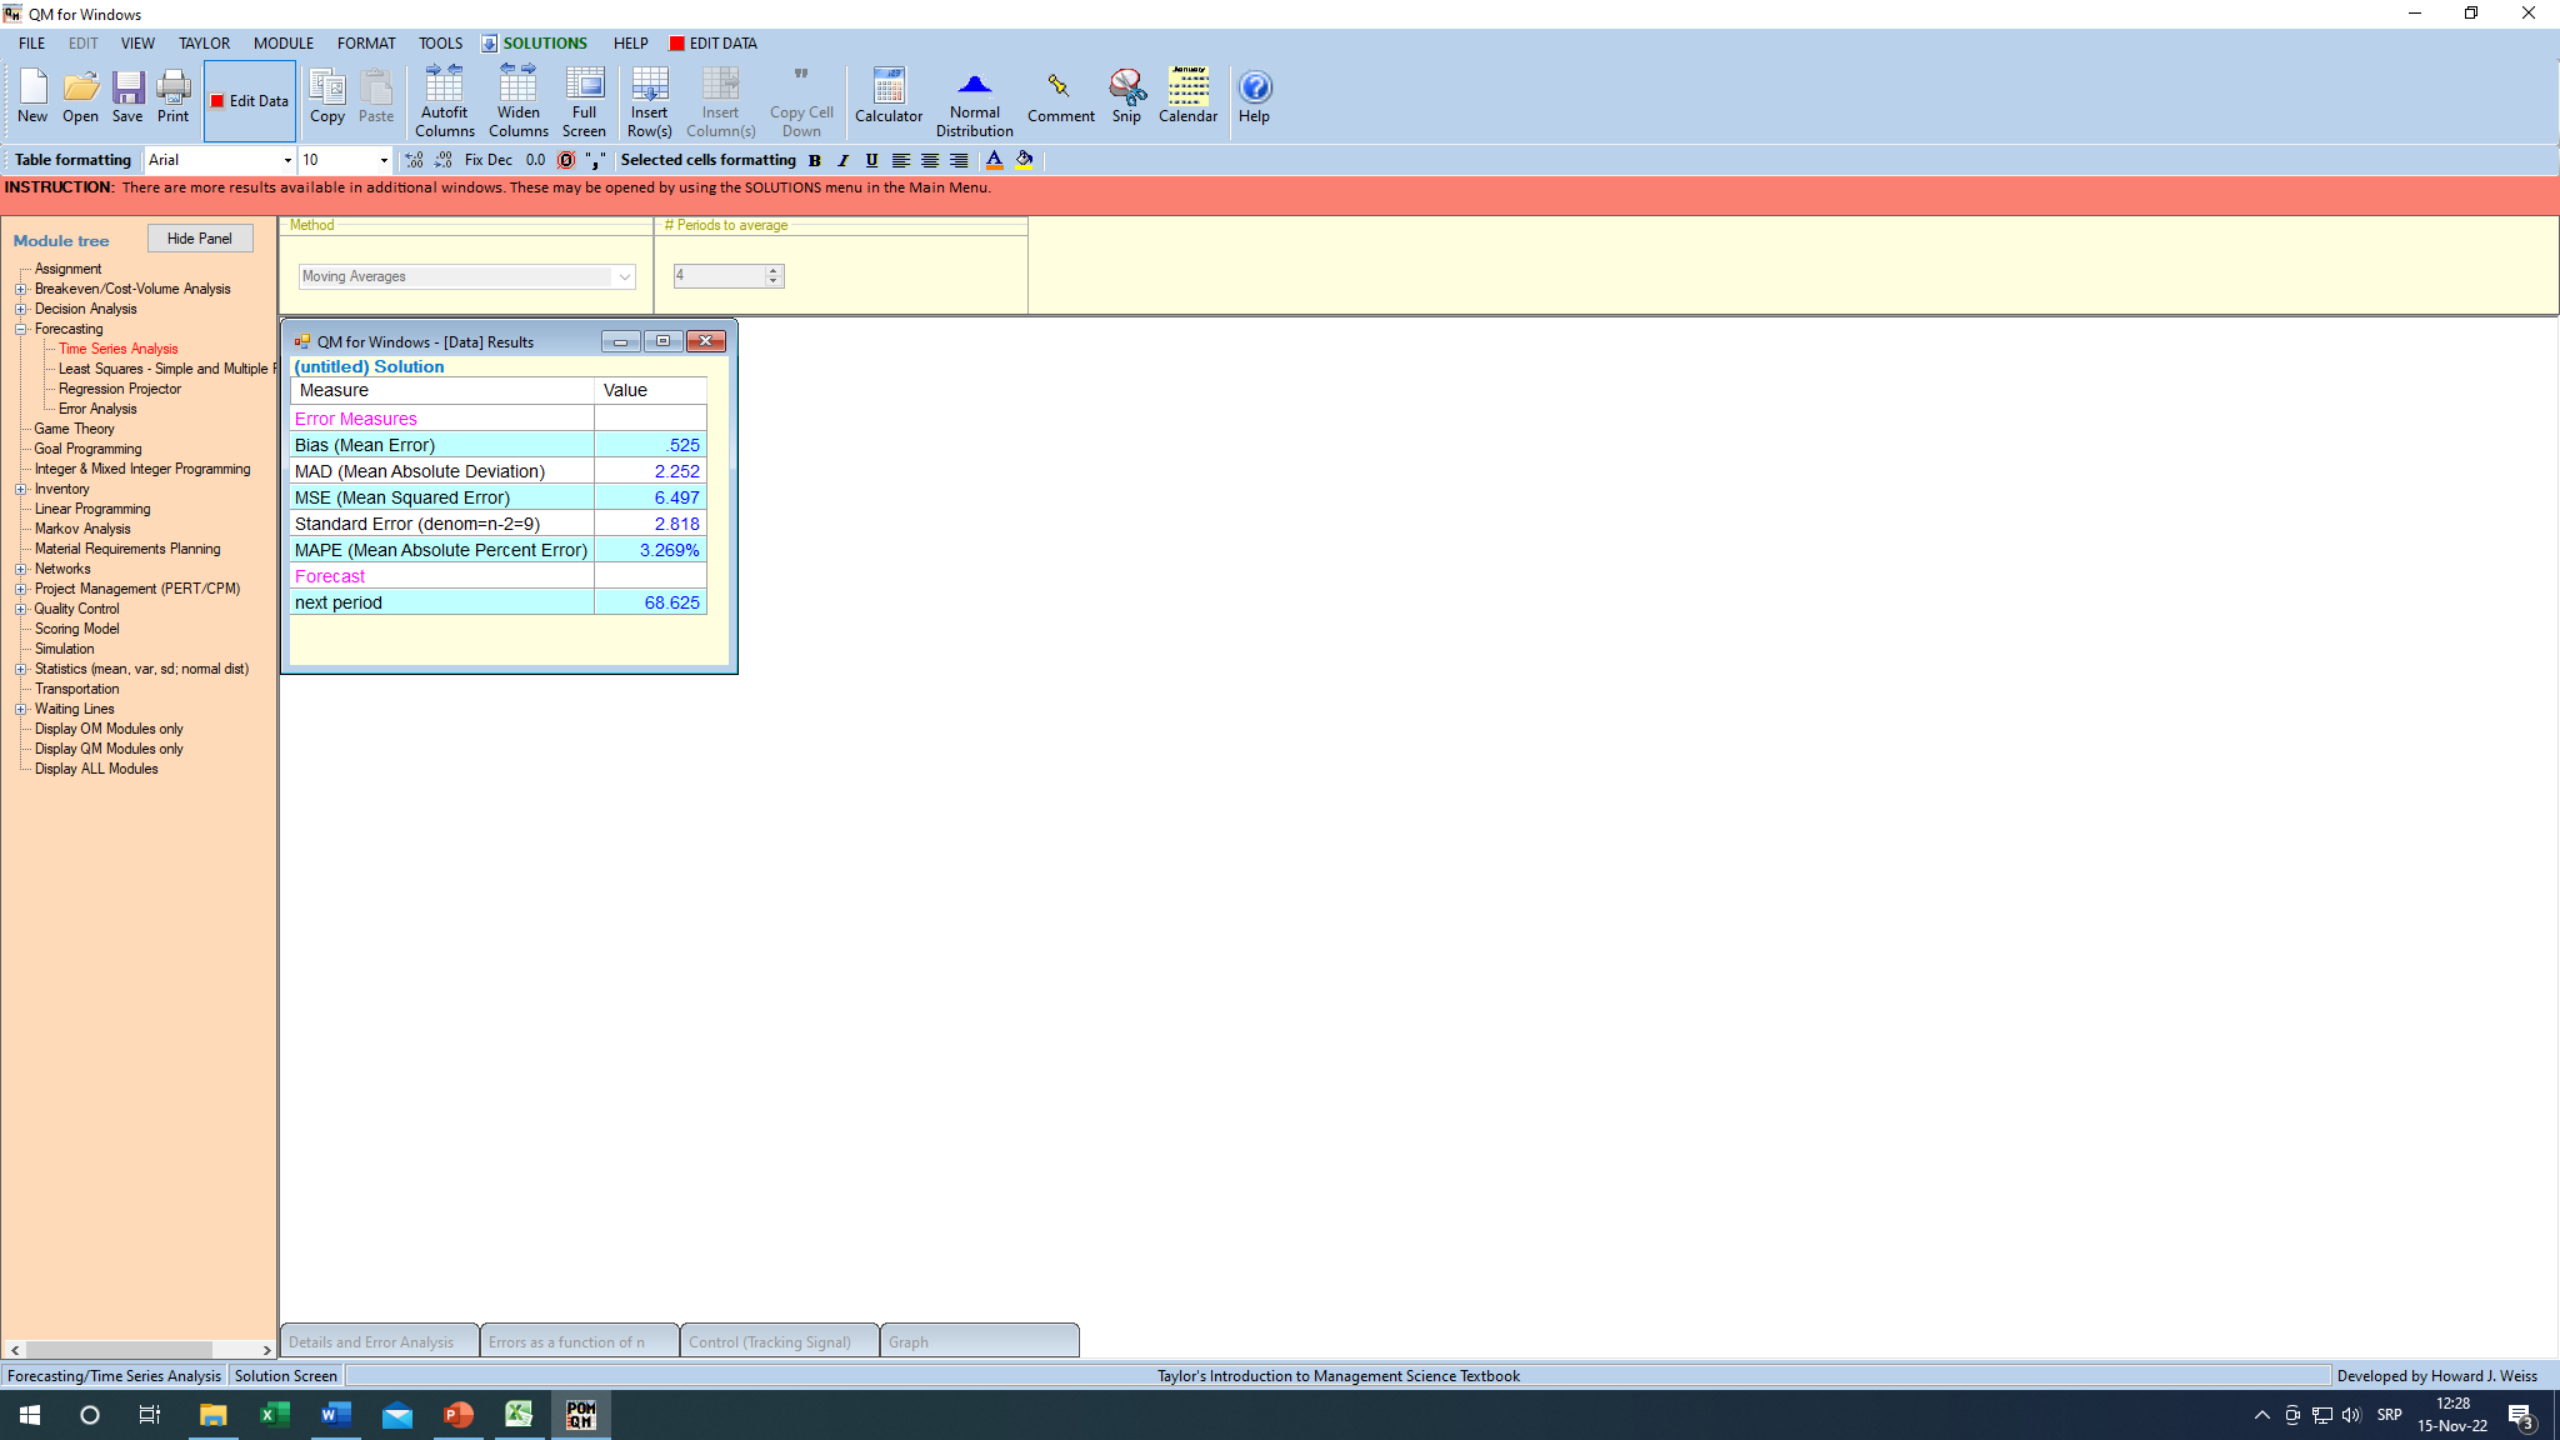 QM for Windows
FILE EDIT VIEW TAYLOR MODULE FORMAT TOOLS SOLUTIONS HELP EDIT DATA
New Open Save Print Edit Data Copy Paste Autofit Columns Widen Columns Full Screen Insert Row(s) Insert Column(s) Copy Cell Down Calculator Normal Distribution Comment Snip Calendar Help
Table formatting Arial 10 Fix Dec 0.0 "," Selected cells formatting B I U A
INSTRUCTION: There are more results available in additional windows. These may be opened by using the SOLUTIONS menu in the Main Menu.
Module tree Hide Panel
Assignment
Breakeven/Cost-Volume Analysis
Decision Analysis
Forecasting
Time Series Analysis
Least Squares - Simple and Multiple
Regression Projector
Error Analysis
Game Theory
Goal Programming
Integer & Mixed Integer Programming
Inventory
Linear Programming
Markov Analysis
Material Requirements Planning
Networks
Project Management (PERT/CPM)
Quality Control
Scoring Model
Simulation
Statistics (mean, var, sd; normal dist)
Transportation
Waiting Lines
Display OM Modules only
Display QM Modules only
Display ALL Modules
Method
Moving Averages
# Periods to average
4
QM for Windows - [Data] Results
(untitled) Solution
Measure Value
Error Measures
Bias (Mean Error) .525
MAD (Mean Absolute Deviation) 2.252
MSE (Mean Squared Error) 6.497
Standard Error (denom=n-2=9) 2.818
MAPE (Mean Absolute Percent Error) 3.269%
Forecast
next period 68.625
Details and Error Analysis Errors as a function of n Control (Tracking Signal) Graph
Forecasting/Time Series Analysis Solution Screen Taylor's Introduction to Management Science Textbook Developed by Howard J. Weiss
POM QM
SRP
12:28
15-Nov-22
3